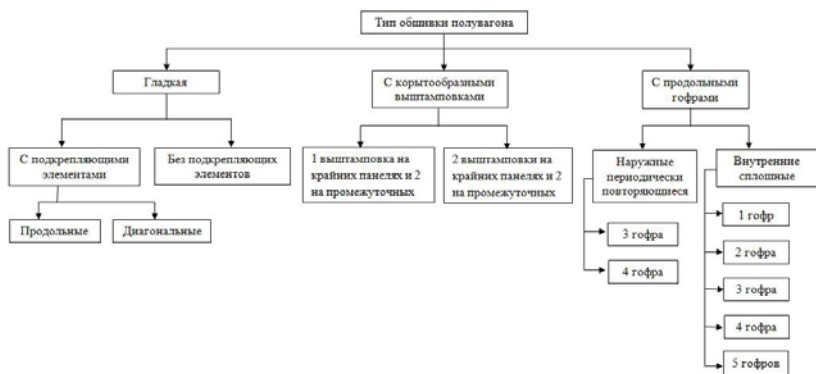 Тип обшивки полувагона
Гладкая
С корытообразными
выштамповками
С продольными
гофрами
С подкрепляющими
элементами
Без подкрепляющих
элементов
1 выштамповка на
крайних панелях и 2
на промежуточных
2 выштамповки на
крайних панелях и 2
на промежуточных
Наружные
периодически
повторяющиеся
Внутренние
сплошные
Продольные
Диагональные
3 гофра
4 гофра
1 гофр
2 гофра
3 гофра
4 гофра
5 гофров